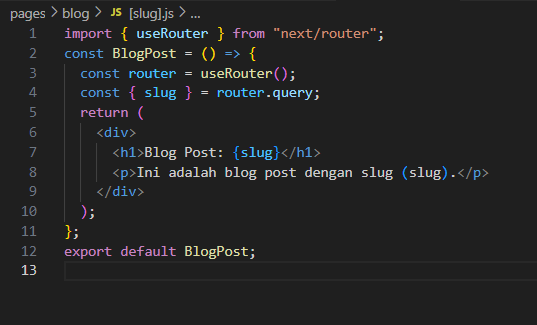 pages > blog > JS [slug].js > ...
1 import { useRouter } from "next/router";
2 const BlogPost = () => {
3   const router = useRouter();
4   const { slug } = router.query;
5   return (
6     <div>
7       <h1>Blog Post: {slug}</h1>
8       <p>Ini adalah blog post dengan slug (slug).</p>
9     </div>
10   );
11 };
12 export default BlogPost;
13